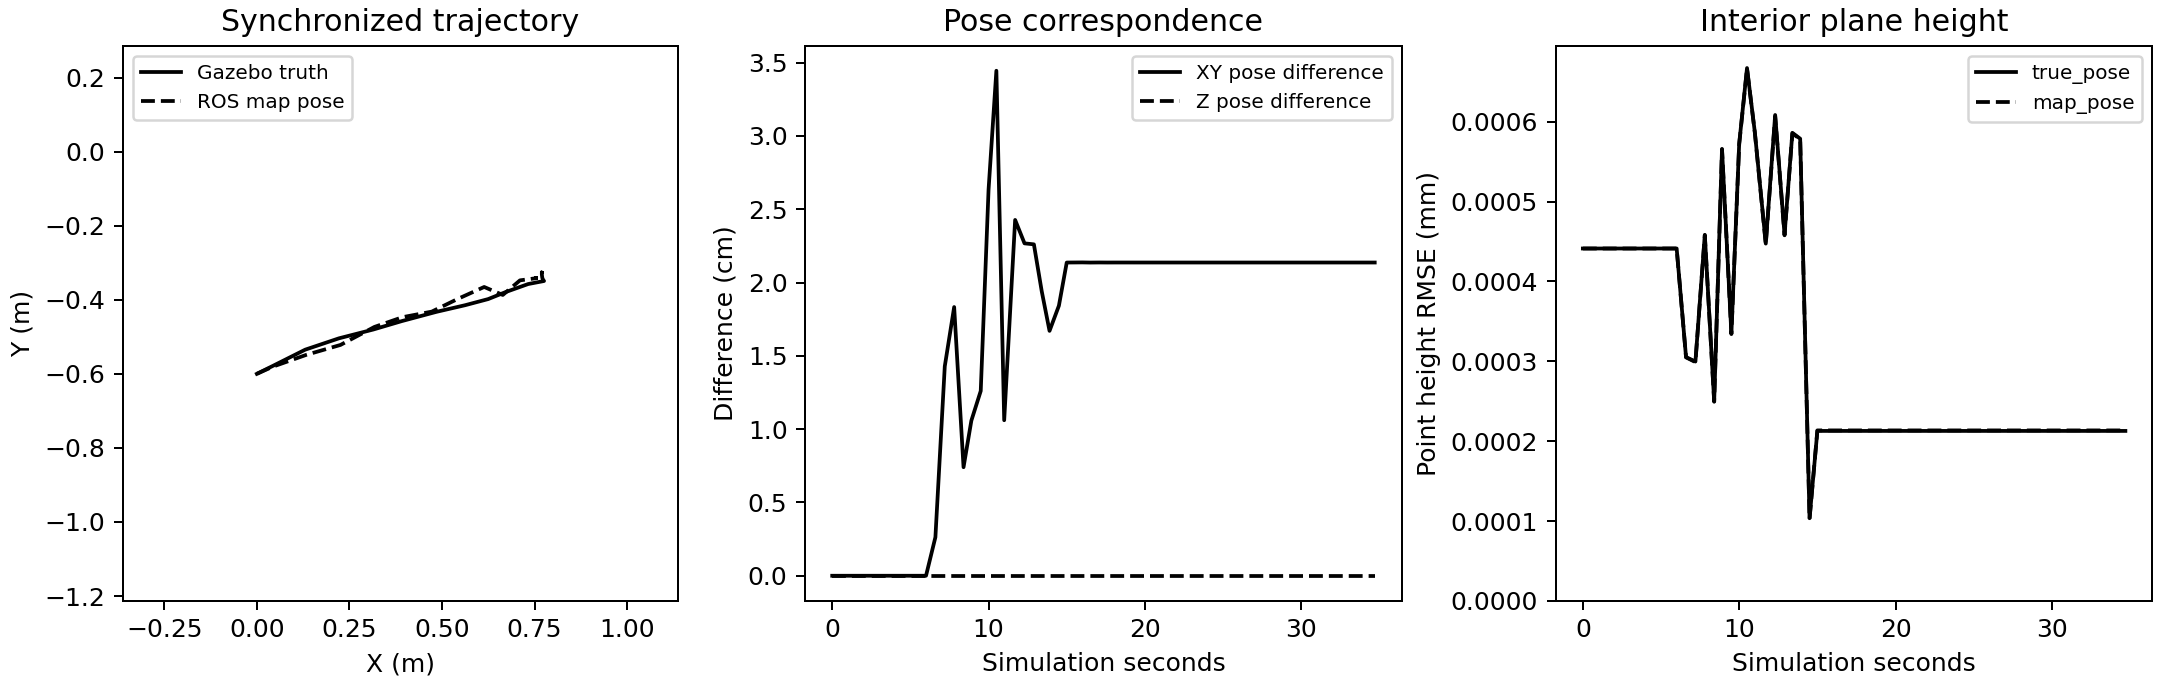 Synchronized trajectory
Gazebo truth
ROS map pose
0.2
0.0
−0.2
−0.4
−0.6
−0.8
−1.0
−1.2
Y (m)
−0.25 0.00 0.25 0.50 0.75 1.00
X (m)
Pose correspondence
XY pose difference
Z pose difference
3.5
3.0
2.5
2.0
1.5
1.0
0.5
0.0
Difference (cm)
0 10 20 30
Simulation seconds
Interior plane height
true_pose
map_pose
0.0006
0.0005
0.0004
0.0003
0.0002
0.0001
0.0000
Point height RMSE (mm)
0 10 20 30
Simulation seconds